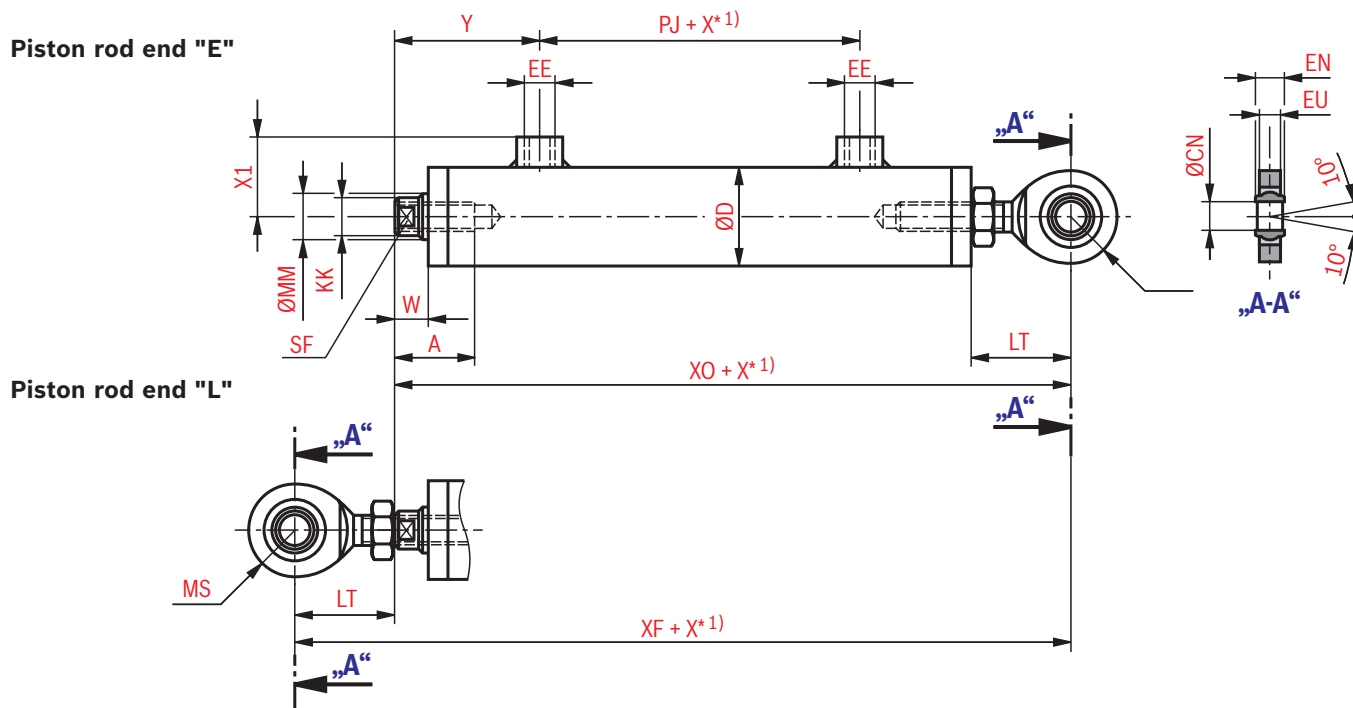 Piston rod end "E"
Y
PJ + X* 1)
EE
EE
EN
EU
„A“
X1
ØCN
10°
ØD
10°
ØMM
KK
„A-A“
W
SF
A
LT
XO + X* 1)
Piston rod end "L"
„A“
„A“
MS
LT
XF + X* 1)
„A“